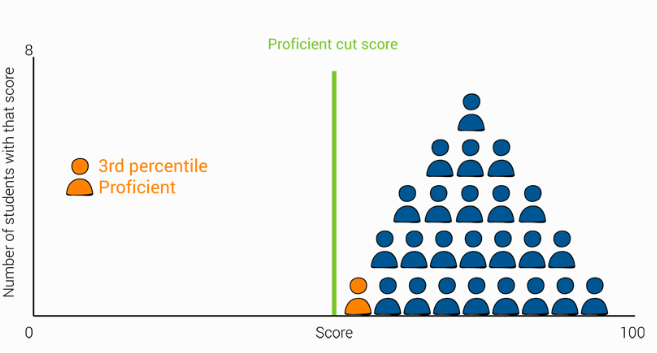 Proficient cut score
8
Number of students with that score
3rd percentile
Proficient
0
Score
100